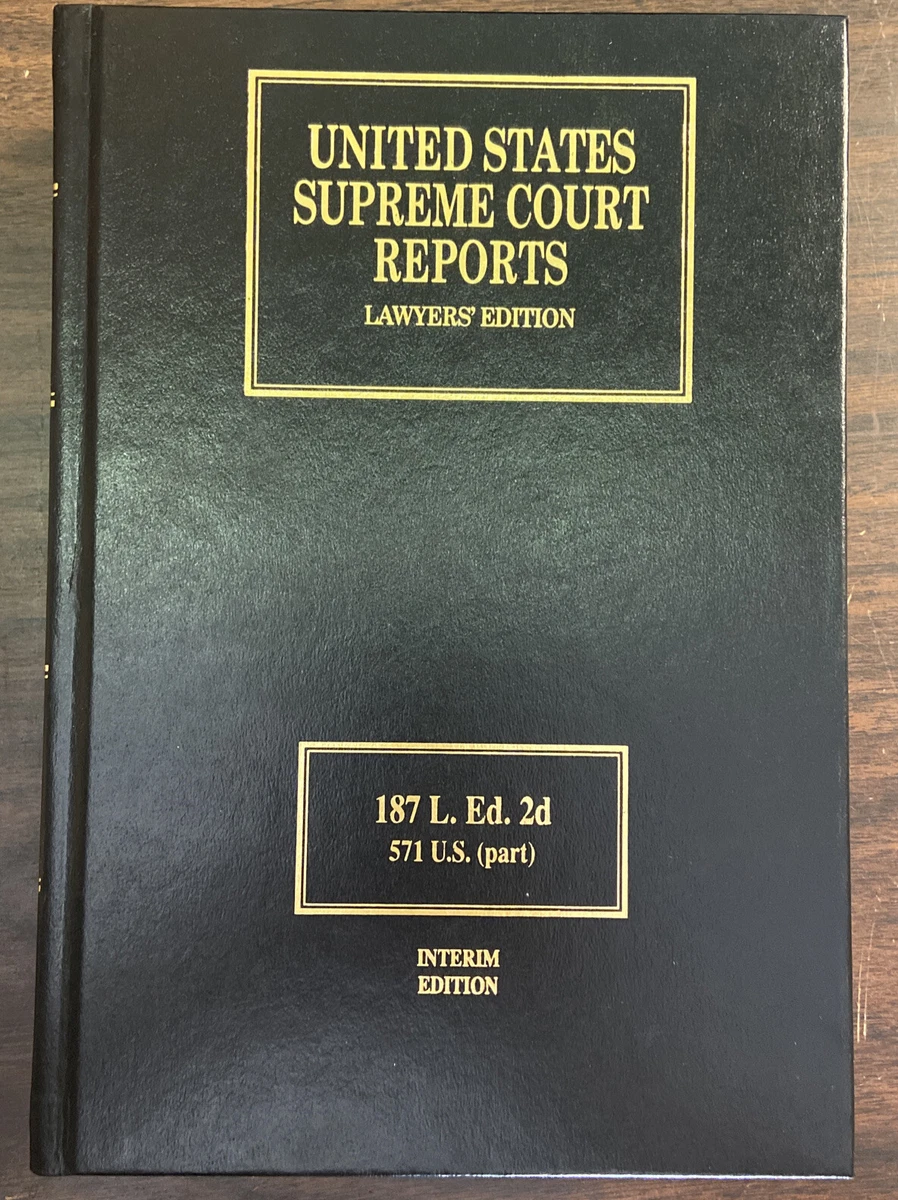 UNITED STATES
SUPREME COURT
REPORTS
LAWYERS' EDITION
187 L. Ed. 2d
571 U.S. (part)
INTERIM
EDITION